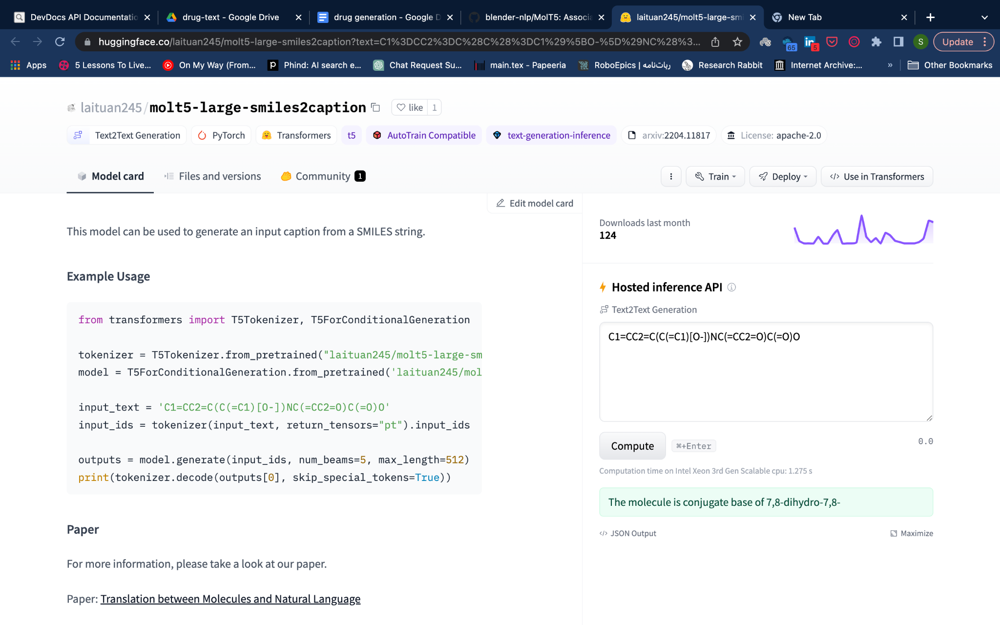 DevDocs API Documentatio
drug-text - Google Drive
drug generation - Google D
blender-nlp/MolT5: Associa
laituan245/molt5-large-smi
New Tab
huggingface.co/laituan245/molt5-large-smiles2caption?text=C1%3DCC2%3DC%28C%28%3DC1%29%5BO-%5D%29NC%28%3...
65
5
S
Update
Apps
5 Lessons To Live...
On My Way (From...
Phind: AI search e...
Chat Request Su...
main.tex - Papeeria
RoboEpics | ربات‌نامه
Research Rabbit
Internet Archive:...
»
Other Bookmarks
laituan245/molt5-large-smiles2caption
like 1
Text2Text Generation
PyTorch
Transformers
t5
AutoTrain Compatible
text-generation-inference
arxiv:2204.11817
License: apache-2.0
Model card
Files and versions
Community 1
Train
Deploy
</> Use in Transformers
Edit model card
This model can be used to generate an input caption from a SMILES string.
Example Usage
from transformers import T5Tokenizer, T5ForConditionalGeneration
tokenizer = T5Tokenizer.from_pretrained("laituan245/molt5-large-sm
model = T5ForConditionalGeneration.from_pretrained('laituan245/mol
input_text = 'C1=CC2=C(C(=C1)[O-])NC(=CC2=O)C(=O)O'
input_ids = tokenizer(input_text, return_tensors="pt").input_ids
outputs = model.generate(input_ids, num_beams=5, max_length=512)
print(tokenizer.decode(outputs[0], skip_special_tokens=True))
Paper
For more information, please take a look at our paper.
Paper: Translation between Molecules and Natural Language
Downloads last month
124
Hosted inference API
Text2Text Generation
C1=CC2=C(C(=C1)[O-])NC(=CC2=O)C(=O)O
Compute
⌘+Enter
0.0
Computation time on Intel Xeon 3rd Gen Scalable cpu: 1.275 s
The molecule is conjugate base of 7,8-dihydro-7,8-
</> JSON Output
Maximize